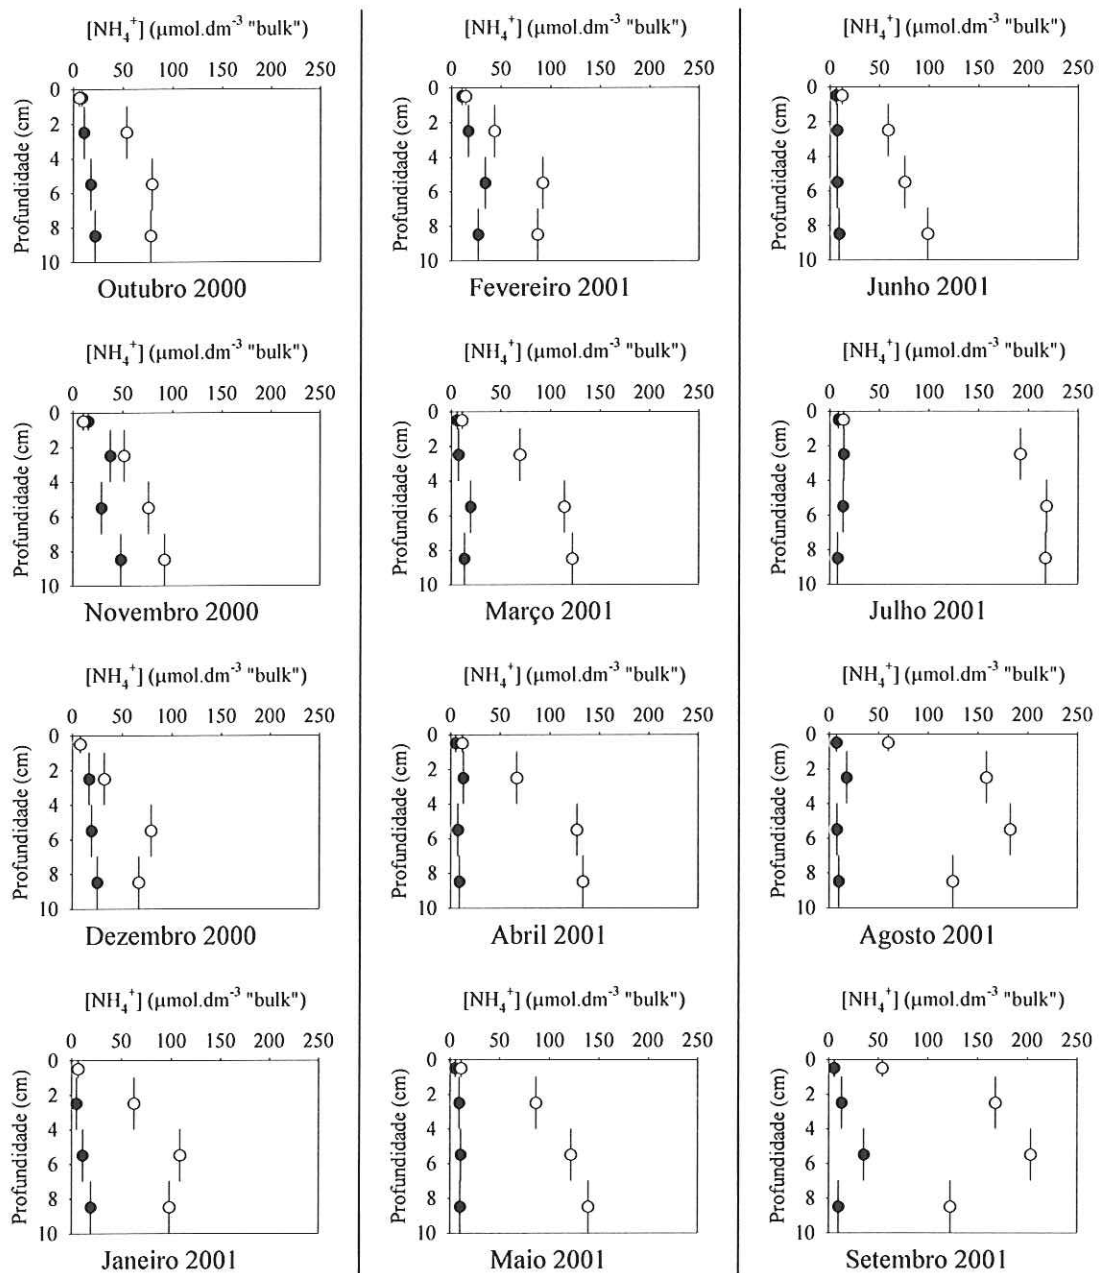 [NH₄⁺] (µmol.dm⁻³ "bulk")
0 50 100 150 200 250
Profundidade (cm)
0
2
4
6
8
10
Outubro 2000
[NH₄⁺] (µmol.dm⁻³ "bulk")
0 50 100 150 200 250
Profundidade (cm)
0
2
4
6
8
10
Novembro 2000
[NH₄⁺] (µmol.dm⁻³ "bulk")
0 50 100 150 200 250
Profundidade (cm)
0
2
4
6
8
10
Dezembro 2000
[NH₄⁺] (µmol.dm⁻³ "bulk")
0 50 100 150 200 250
Profundidade (cm)
0
2
4
6
8
10
Janeiro 2001
[NH₄⁺] (µmol.dm⁻³ "bulk")
0 50 100 150 200 250
Profundidade (cm)
0
2
4
6
8
10
Fevereiro 2001
[NH₄⁺] (µmol.dm⁻³ "bulk")
0 50 100 150 200 250
Profundidade (cm)
0
2
4
6
8
10
Março 2001
[NH₄⁺] (µmol.dm⁻³ "bulk")
0 50 100 150 200 250
Profundidade (cm)
0
2
4
6
8
10
Abril 2001
[NH₄⁺] (µmol.dm⁻³ "bulk")
0 50 100 150 200 250
Profundidade (cm)
0
2
4
6
8
10
Maio 2001
[NH₄⁺] (µmol.dm⁻³ "bulk")
0 50 100 150 200 250
Profundidade (cm)
0
2
4
6
8
10
Junho 2001
[NH₄⁺] (µmol.dm⁻³ "bulk")
0 50 100 150 200 250
Profundidade (cm)
0
2
4
6
8
10
Julho 2001
[NH₄⁺] (µmol.dm⁻³ "bulk")
0 50 100 150 200 250
Profundidade (cm)
0
2
4
6
8
10
Agosto 2001
[NH₄⁺] (µmol.dm⁻³ "bulk")
0 50 100 150 200 250
Profundidade (cm)
0
2
4
6
8
10
Setembro 2001